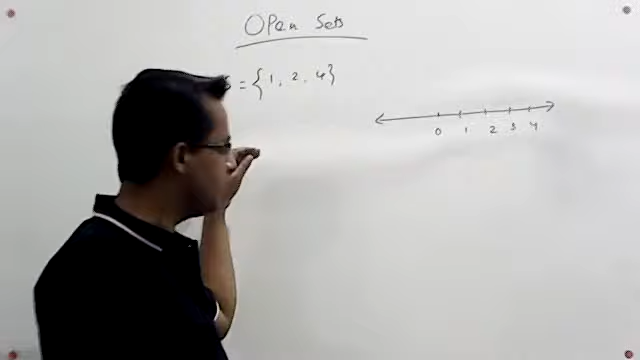 OPen Sets
= {1, 2, 4}
0 1 2 3 4